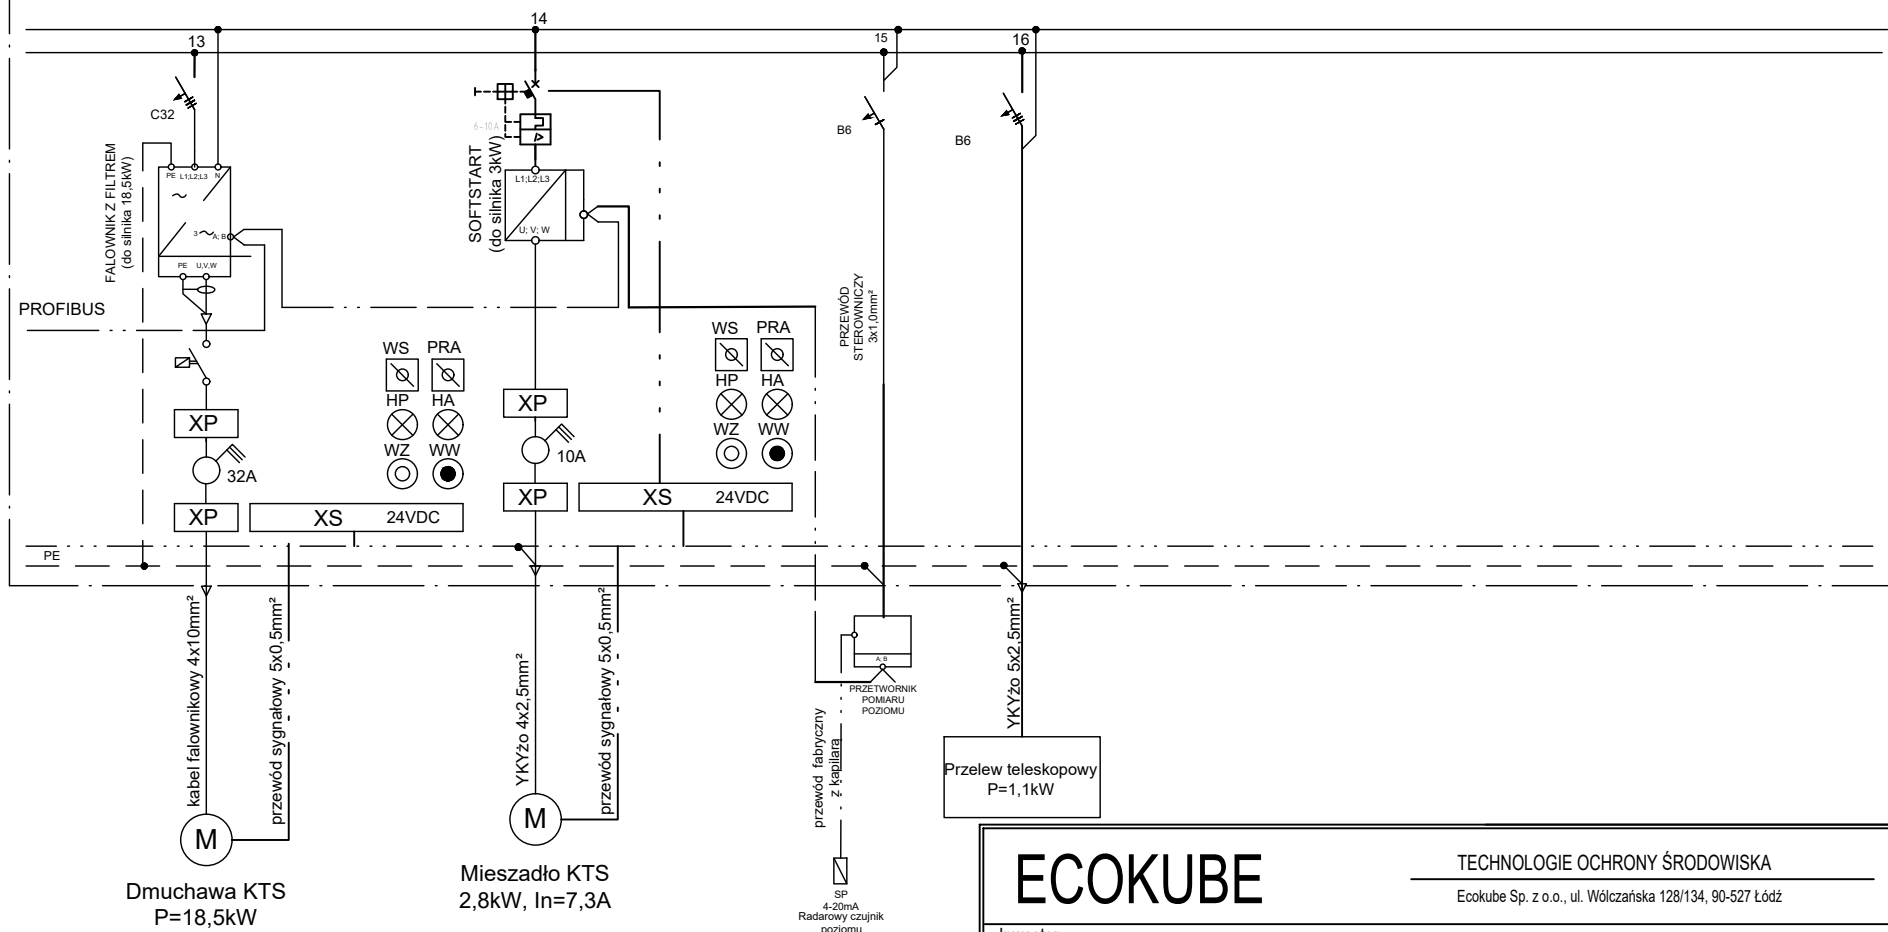 13
14
15
16
C32
B6
B6
6-10A
FALOWNIK Z FILTREM
(do silnika 18,5kW)
PE L1;L2;L3 N
3
A; B
PE U,V,W
SOFTSTART
(do silnika 3kW)
L1;L2;L3
U; V; W
PROFIBUS
PRZEWÓD
STEROWNICZY
3x1,0mm²
WS PRA
HP HA
WZ WW
WS PRA
HP HA
WZ WW
XP
32A
XP
XS 24VDC
XP
10A
XP
XS 24VDC
PE
kabel falownikowy 4x10mm²
przewód sygnałowy 5x0,5mm²
YKYżo 4x2,5mm²
przewód sygnałowy 5x0,5mm²
A; B
PRZETWORNIK
POMIARU
POZIOMU
przewód fabryczny
z kapilarą
YKYżo 5x2,5mm²
Przelew teleskopowy
P=1,1kW
M
Dmuchawa KTS
P=18,5kW
M
Mieszadło KTS
2,8kW, In=7,3A
SP
4-20mA
Radarowy czujnik
poziomu
ECOKUBE
TECHNOLOGIE OCHRONY ŚRODOWISKA
Ecokube Sp. z o.o., ul. Wólczańska 128/134, 90-527 Łódź